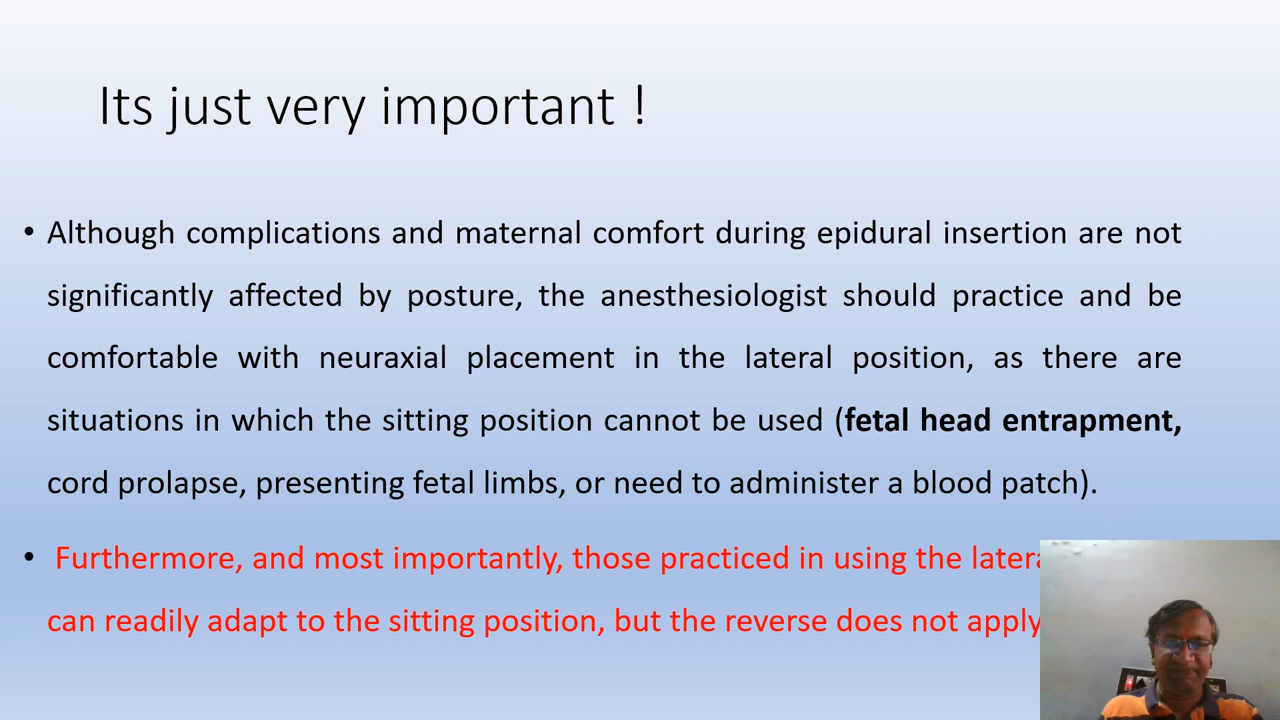 Its just very important !
• Although complications and maternal comfort during epidural insertion are not
significantly affected by posture, the anesthesiologist should practice and be
comfortable with neuraxial placement in the lateral position, as there are
situations in which the sitting position cannot be used (fetal head entrapment,
cord prolapse, presenting fetal limbs, or need to administer a blood patch).
• Furthermore, and most importantly, those practiced in using the
can readily adapt to the sitting position, but the reverse does not apply